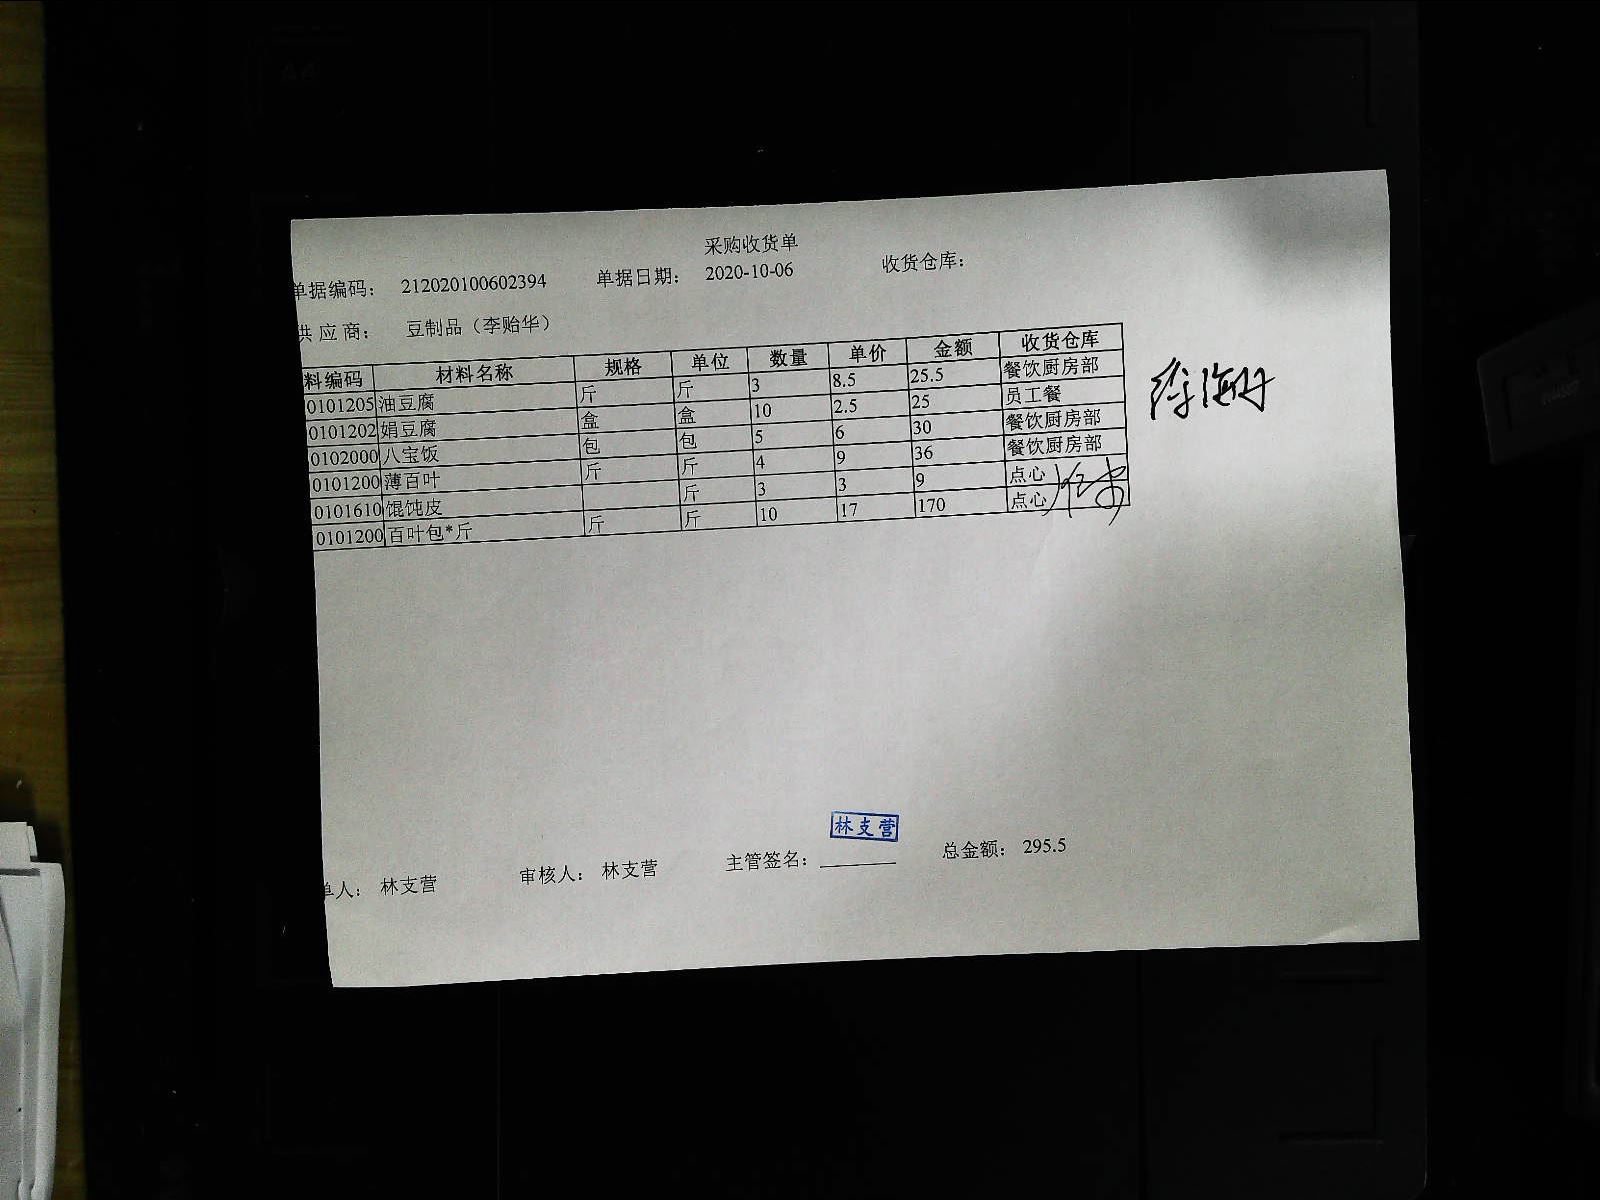 采购收货单
单据编码： 212020100602394 单据日期： 2020-10-06 收货仓库：
供应商： 豆制品（李贻华）
料编码 材料名称 规格 单位 数量 单价 金额 收货仓库
0101205 油豆腐 斤 斤 3 8.5 25.5 餐饮厨房部
0101202 娟豆腐 盒 盒 10 2.5 25 员工餐
0102000 八宝饭 包 包 5 6 30 餐饮厨房部
0101200 薄百叶 斤 斤 4 9 36 餐饮厨房部
0101610 馄饨皮 斤 3 3 9 点心
0101200 百叶包*斤 斤 斤 10 17 170 点心
林支营
单人： 林支营 审核人： 林支营 主管签名： 总金额： 295.5